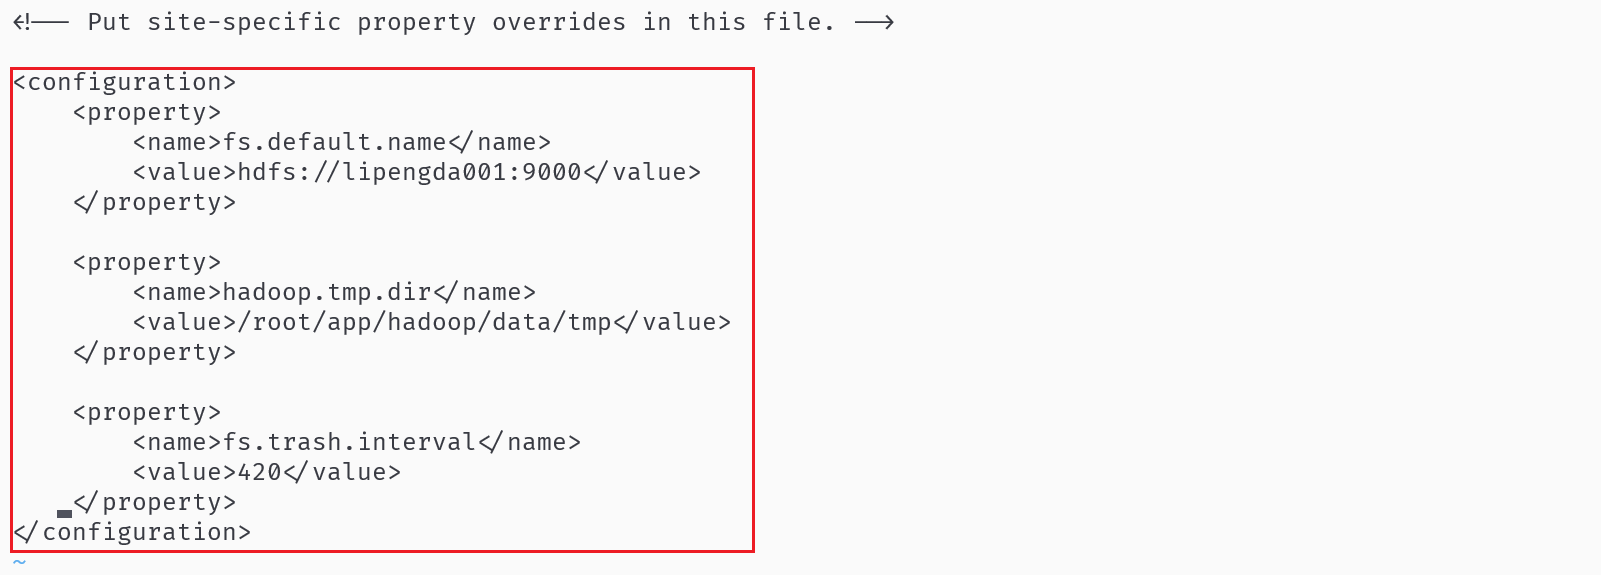 <!-- Put site-specific property overrides in this file. -->
<configuration>
    <property>
        <name>fs.default.name</name>
        <value>hdfs://lipengda001:9000</value>
    </property>
    <property>
        <name>hadoop.tmp.dir</name>
        <value>/root/app/hadoop/data/tmp</value>
    </property>
    <property>
        <name>fs.trash.interval</name>
        <value>420</value>
    </property>
</configuration>
~